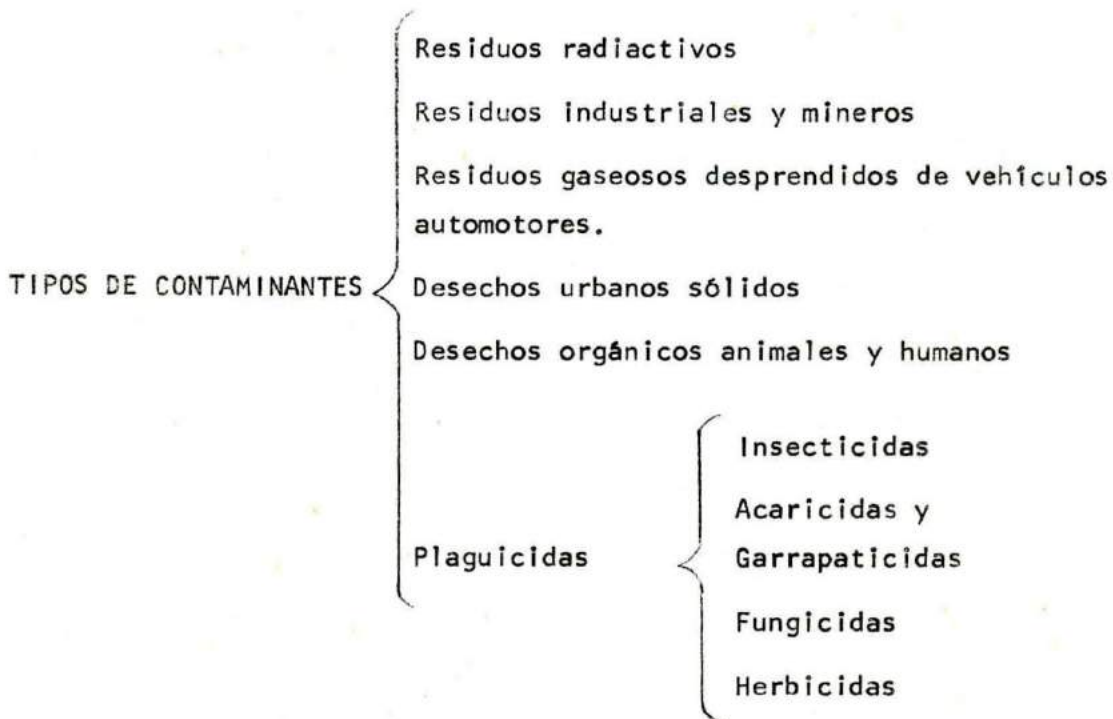 Residuos radiactivos
Residuos industriales y mineros
Residuos gaseosos desprendidos de vehículos
automotores.
TIPOS DE CONTAMINANTES
Desechos urbanos sólidos
Desechos orgánicos animales y humanos
Plaguicidas
Insecticidas
Acaricidas y
Garrapaticidas
Fungicidas
Herbicidas